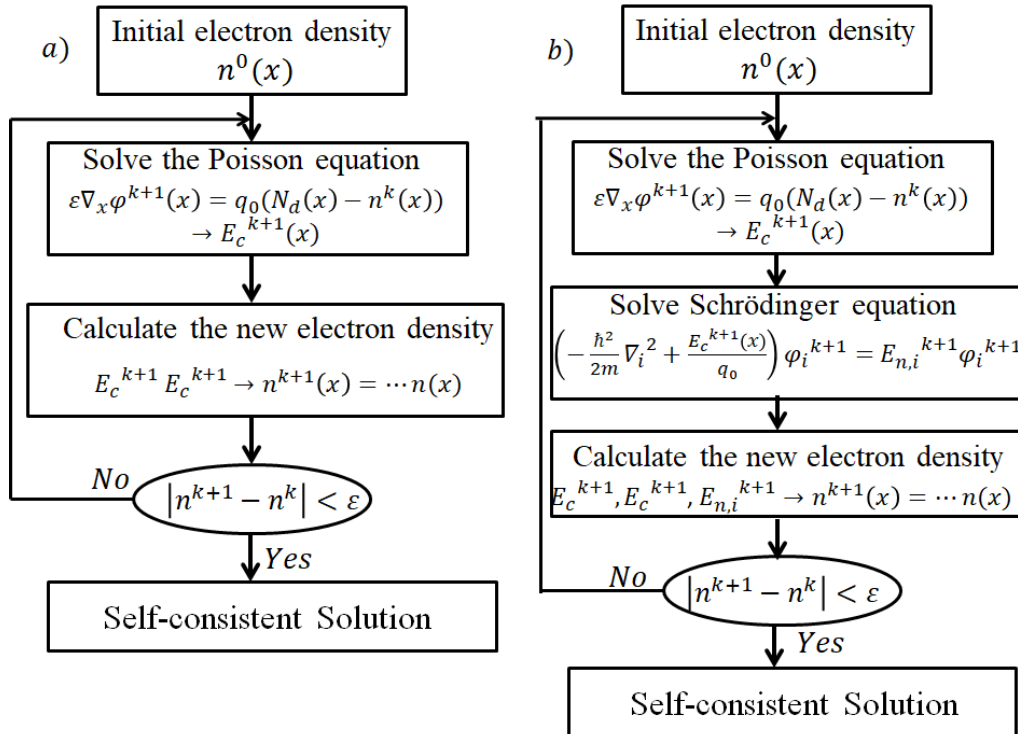 a)
Initial electron density
n⁰(x)
Solve the Poisson equation
ε∇ₓφᵏ⁺¹(x) = q₀(N_d(x) − nᵏ(x))
→ E_cᵏ⁺¹(x)
Calculate the new electron density
E_cᵏ⁺¹ E_cᵏ⁺¹ → nᵏ⁺¹(x) = ⋯ n(x)
No
|nᵏ⁺¹ − nᵏ| < ε
Yes
Self-consistent Solution
b)
Initial electron density
n⁰(x)
Solve the Poisson equation
ε∇ₓφᵏ⁺¹(x) = q₀(N_d(x) − nᵏ(x))
→ E_cᵏ⁺¹(x)
Solve Schrödinger equation
(−ℏ²/2m ∇ᵢ² + E_cᵏ⁺¹(x)/q₀) φᵢᵏ⁺¹ = E_n,ᵢᵏ⁺¹φᵢᵏ⁺¹
Calculate the new electron density
E_cᵏ⁺¹, E_cᵏ⁺¹, E_n,ᵢᵏ⁺¹ → nᵏ⁺¹(x) = ⋯ n(x)
No
|nᵏ⁺¹ − nᵏ| < ε
Yes
Self-consistent Solution